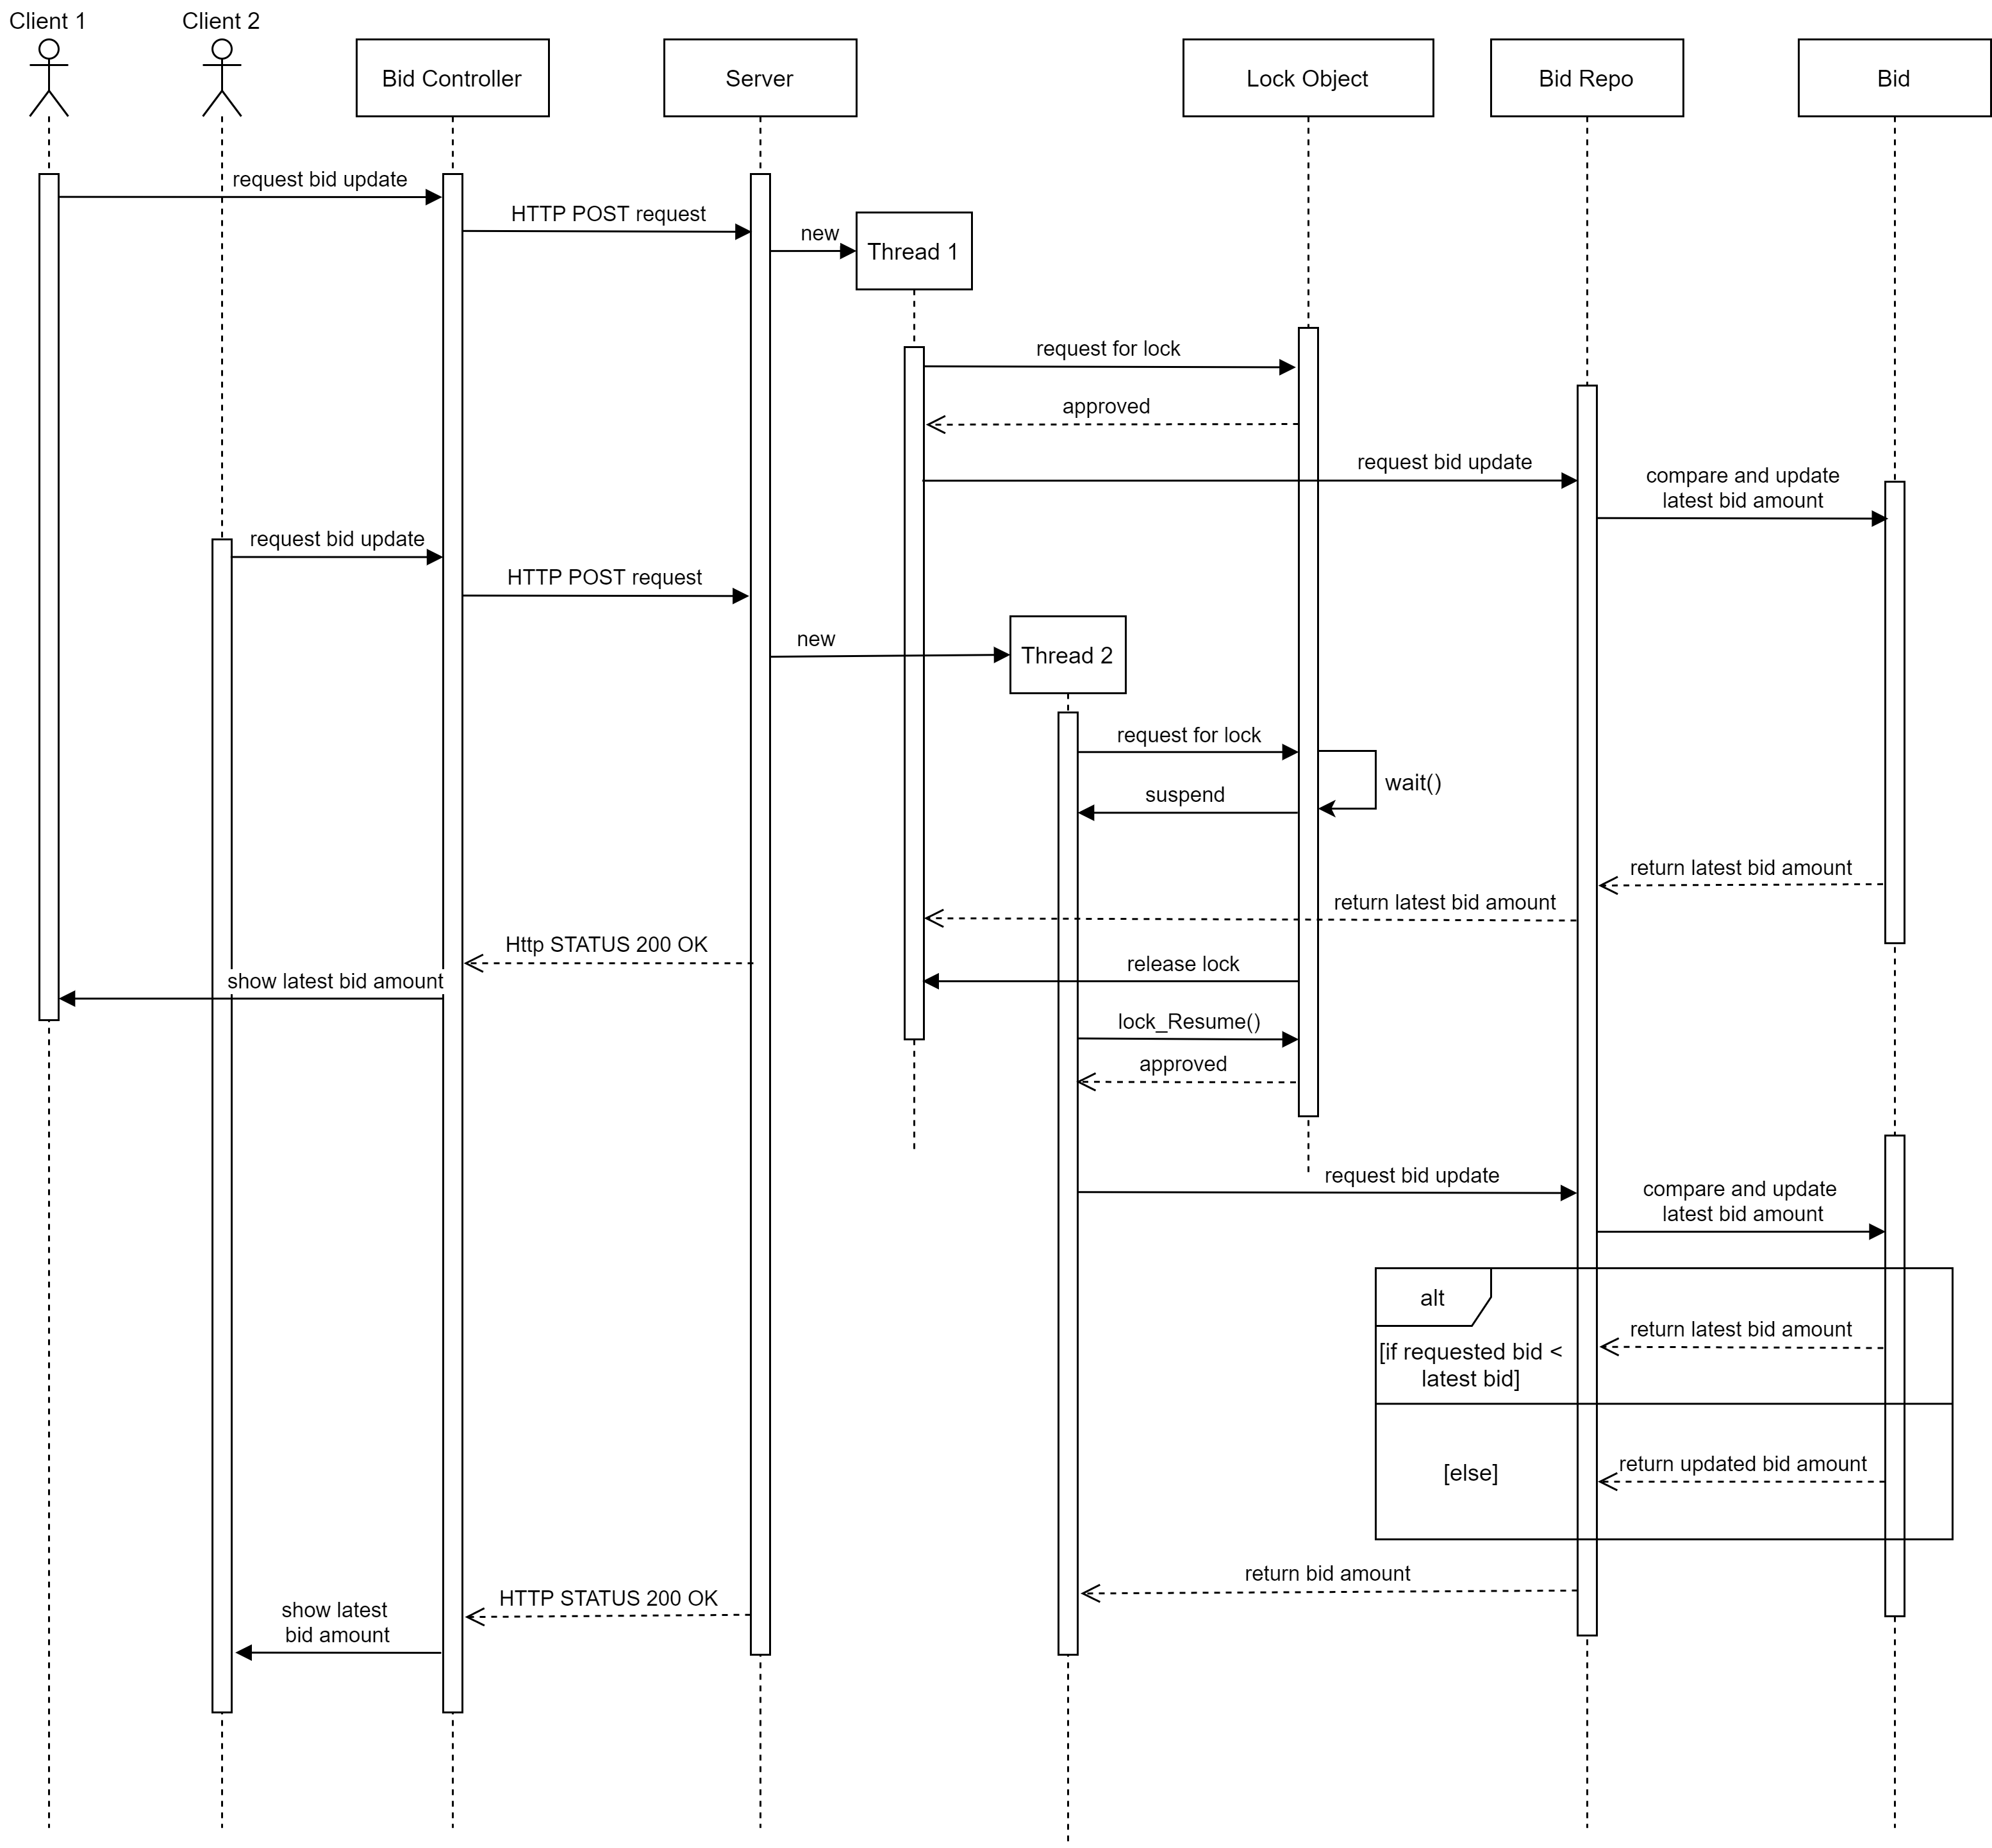 Client 1
Client 2
Bid Controller
Server
Lock Object
Bid Repo
Bid
request bid update
HTTP POST request
new
Thread 1
request for lock
approved
request bid update
compare and update
latest bid amount
request bid update
HTTP POST request
new
Thread 2
request for lock
wait()
suspend
return latest bid amount
return latest bid amount
Http STATUS 200 OK
release lock
show latest bid amount
lock_Resume()
approved
request bid update
compare and update
latest bid amount
alt
return latest bid amount
[if requested bid <
latest bid]
return updated bid amount
[else]
return bid amount
HTTP STATUS 200 OK
show latest
bid amount